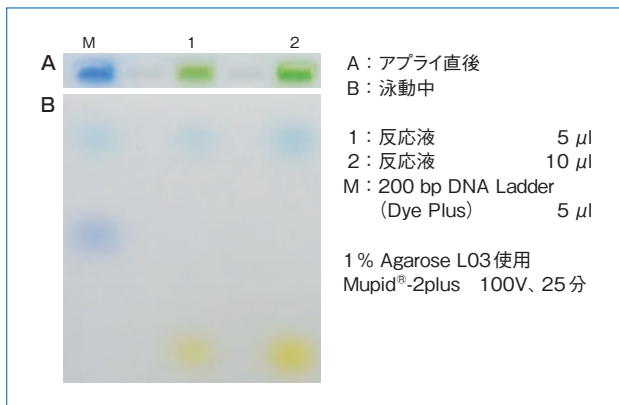 M 1 2
A
B
A：アプライ直後
B：泳動中
1：反応液 5 μl
2：反応液 10 μl
M：200 bp DNA Ladder
（Dye Plus） 5 μl
1% Agarose L03使用
Mupid®-2plus 100V、25分